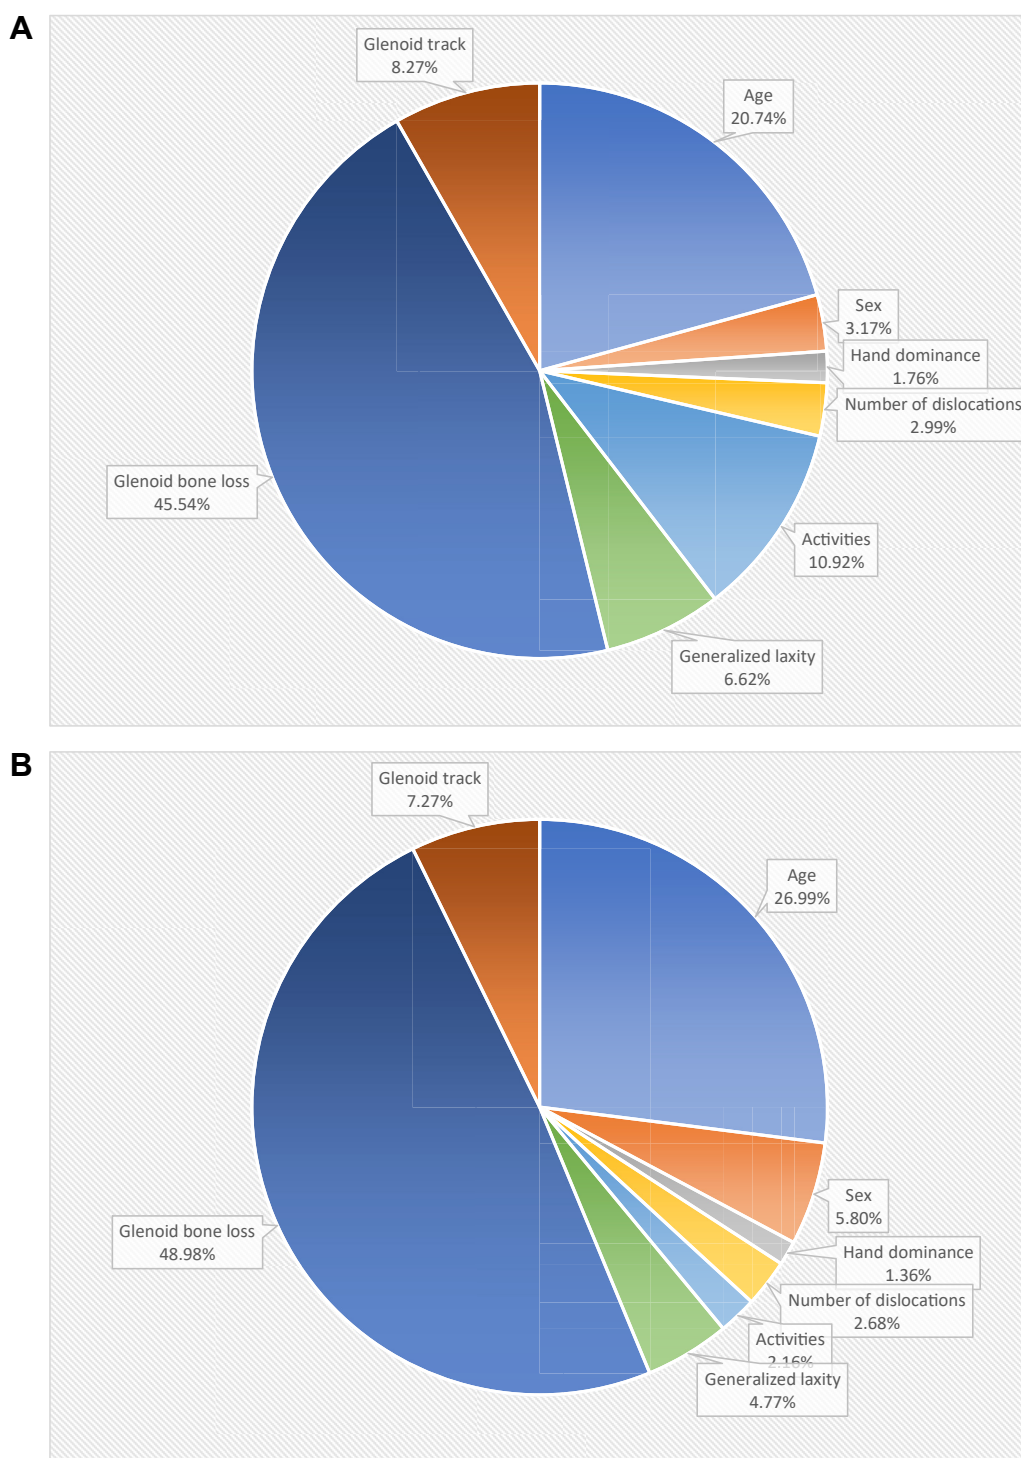 A
Glenoid track
8.27%
Age
20.74%
Sex
3.17%
Hand dominance
1.76%
Number of dislocations
2.99%
Activities
10.92%
Generalized laxity
6.62%
Glenoid bone loss
45.54%
B
Glenoid track
7.27%
Age
26.99%
Sex
5.80%
Hand dominance
1.36%
Number of dislocations
2.68%
Activities
2.16%
Generalized laxity
4.77%
Glenoid bone loss
48.98%